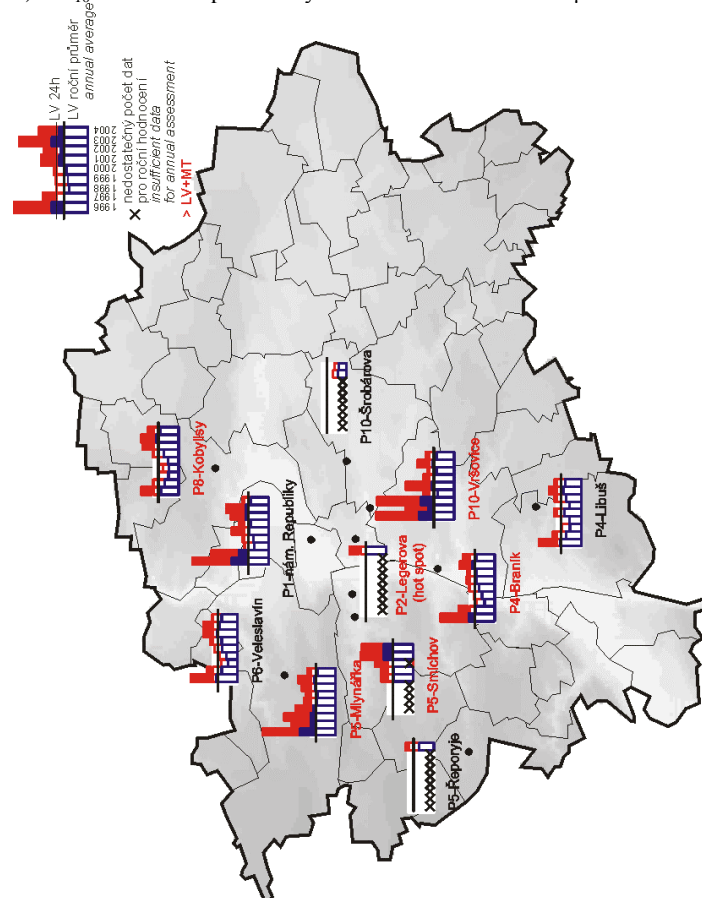 LV 24h
LV roční průměr
annual average
1996
1997
1998
1999
2000
2001
2002
2003
2004
nedostatečný počet dat
pro roční hodnocení
insufficient data
for annual assessment
> LV+MT
P8-Kobylisy
P1-nám. Republiky
P6-Veleslavín
P10-Šrobárova
P2-Legerova
(hot spot)
P10-Vršovice
P5-Mlynářka
P5-Smíchov
P4-Braník
P4-Libuš
P5-Řeporyje